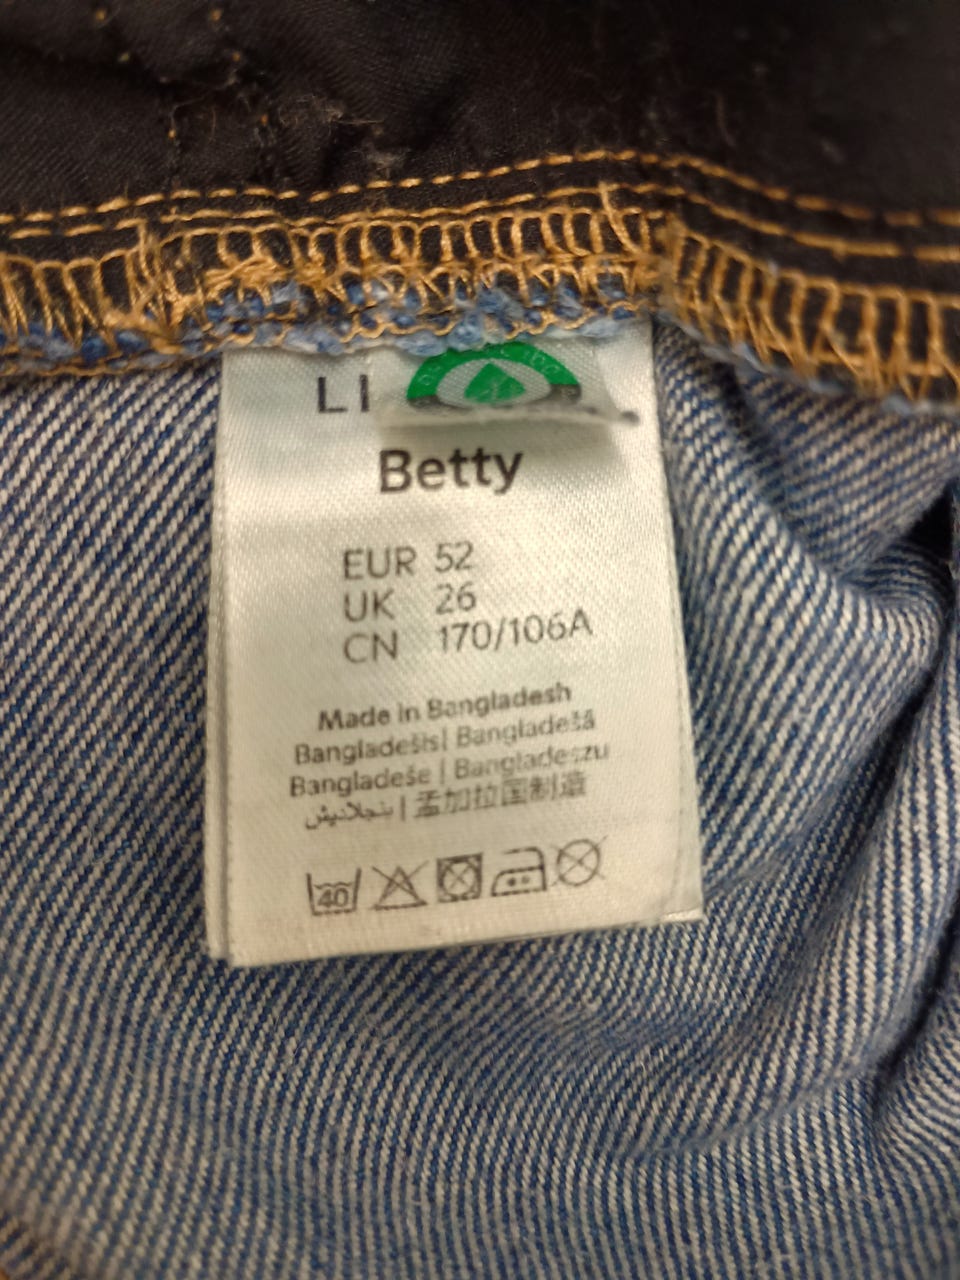 LI
Betty
EUR 52
UK 26
CN 170/106A
Made in Bangladesh
Bangladešis| Bangladešā
Bangladeše | Bangladeszu
بنجلاديش | 孟加拉国制造
40